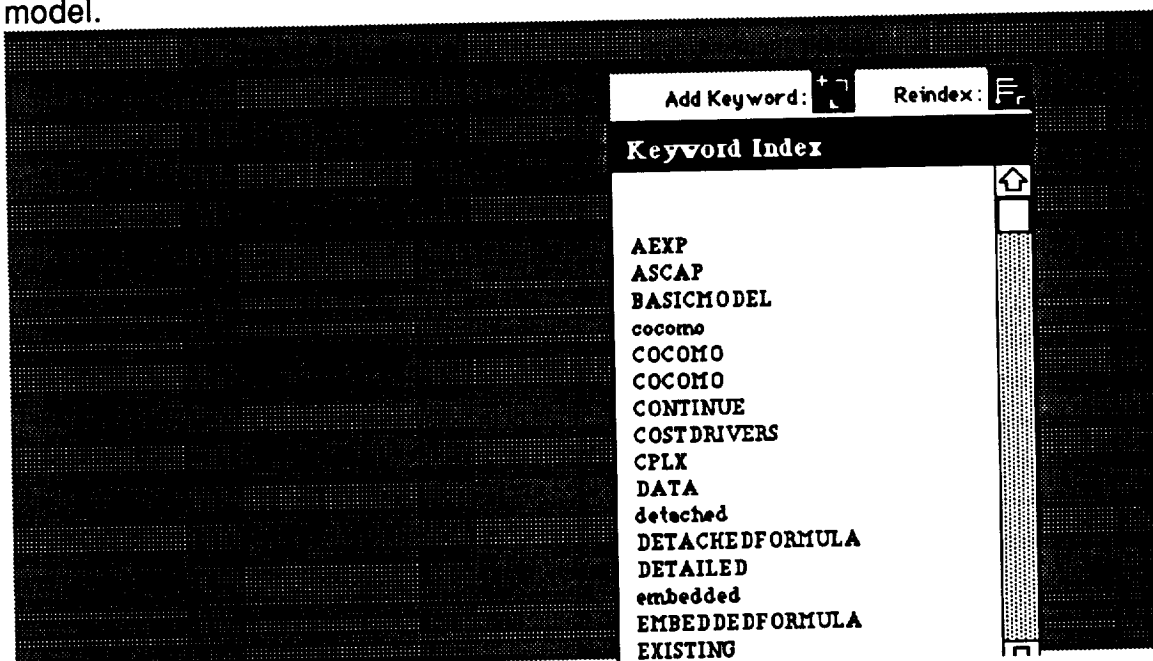 model.
Add Keyword: Reindex:
Keyword Index
AEXP
ASCAP
BASICMODEL
cocomo
COCOMO
COCOMO
CONTINUE
COSTDRIVERS
CPLX
DATA
detached
DETACHEDFORMULA
DETAILED
embedded
EMBEDDEDFORMULA
EXISTING